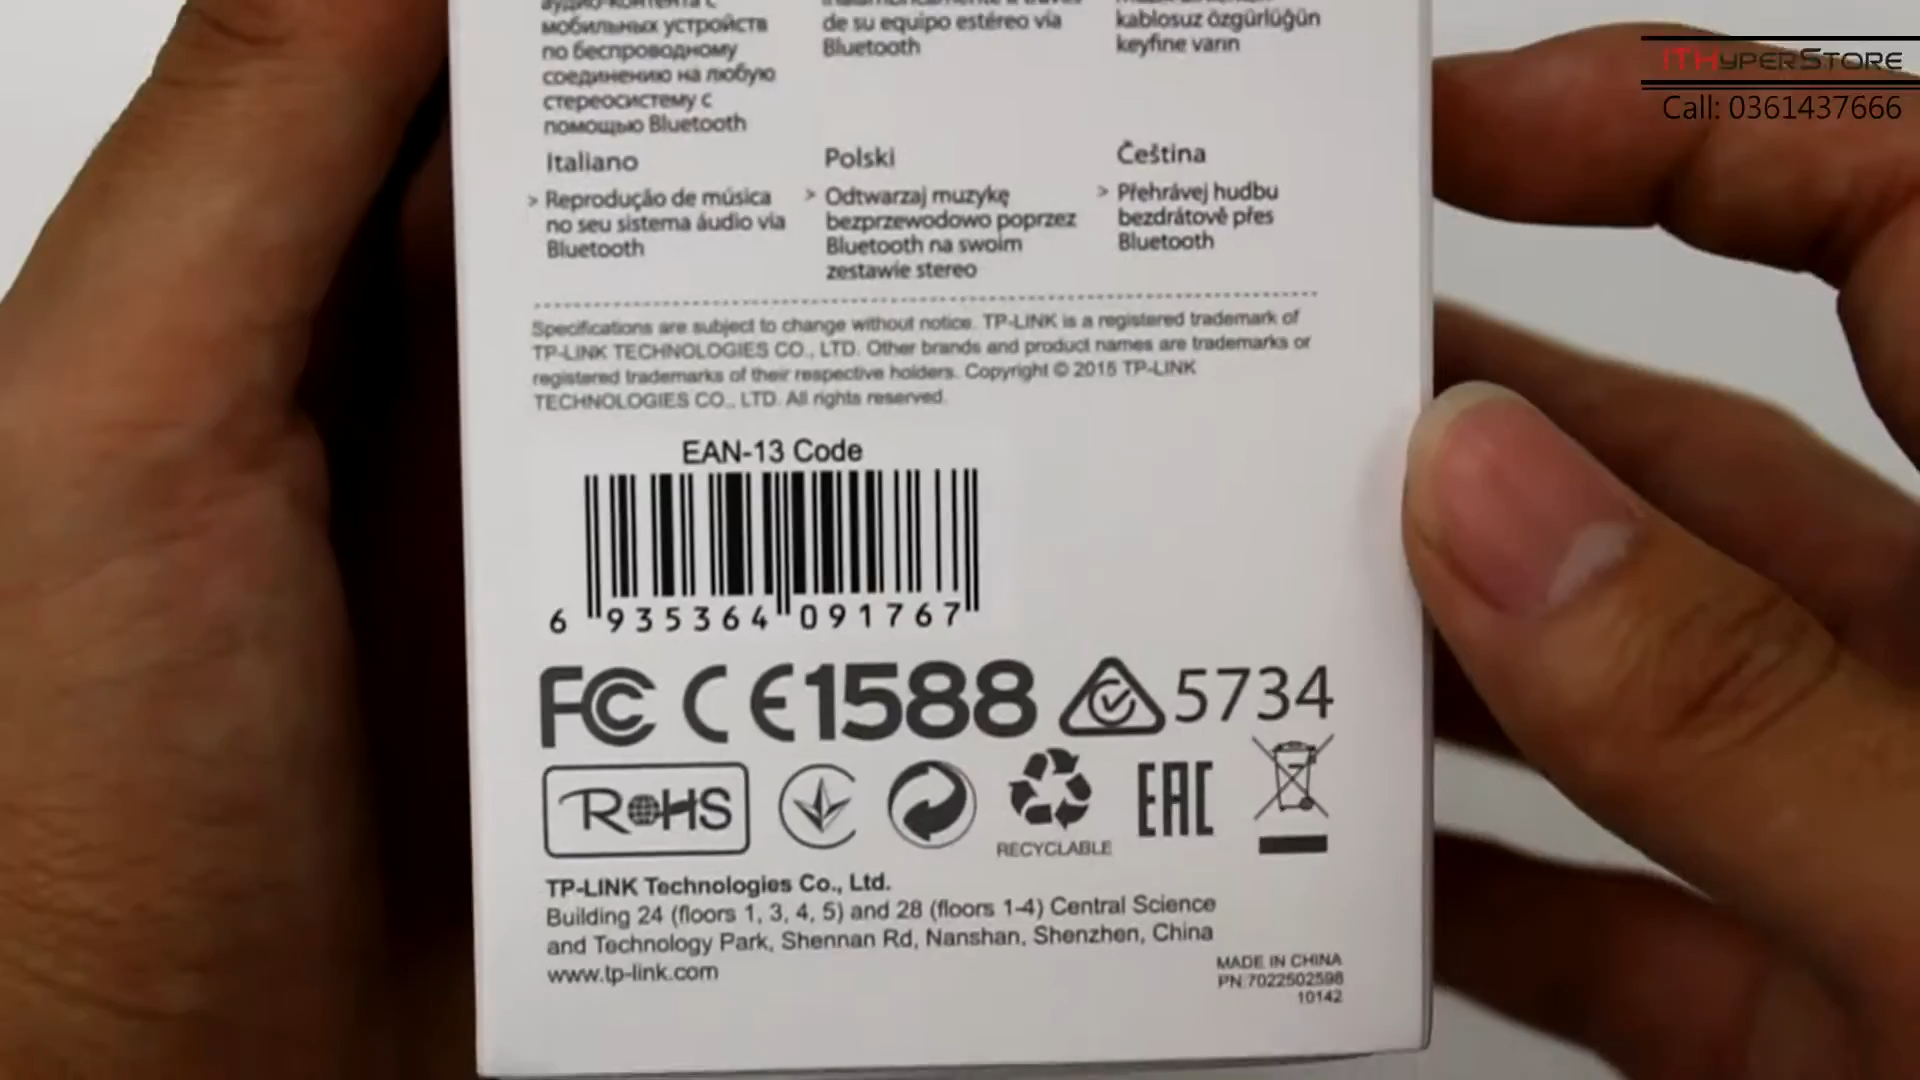 ITHyperStore
Call: 0361437666
мобильных устройств
по беспроводному
соединению на любую
стереосистему с
помощью Bluetooth
de su equipo estéreo vía
Bluetooth
kablosuz özgürlüğün
keyfine varın
Italiano
> Reprodução de música
no seu sistema áudio via
Bluetooth
Polski
> Odtwarzaj muzykę
bezprzewodowo poprzez
Bluetooth na swoim
zestawie stereo
Čeština
> Přehrávej hudbu
bezdrátově přes
Bluetooth
Specifications are subject to change without notice. TP-LINK is a registered trademark of
TP-LINK TECHNOLOGIES CO., LTD. Other brands and product names are trademarks or
registered trademarks of their respective holders. Copyright © 2015 TP-LINK
TECHNOLOGIES CO., LTD. All rights reserved.
EAN-13 Code
6 935364 091767
FC CE1588 5734
RoHS
RECYCLABLE
EAC
TP-LINK Technologies Co., Ltd.
Building 24 (floors 1, 3, 4, 5) and 28 (floors 1-4) Central Science
and Technology Park, Shennan Rd, Nanshan, Shenzhen, China
www.tp-link.com
MADE IN CHINA
PN:7022502598
10142